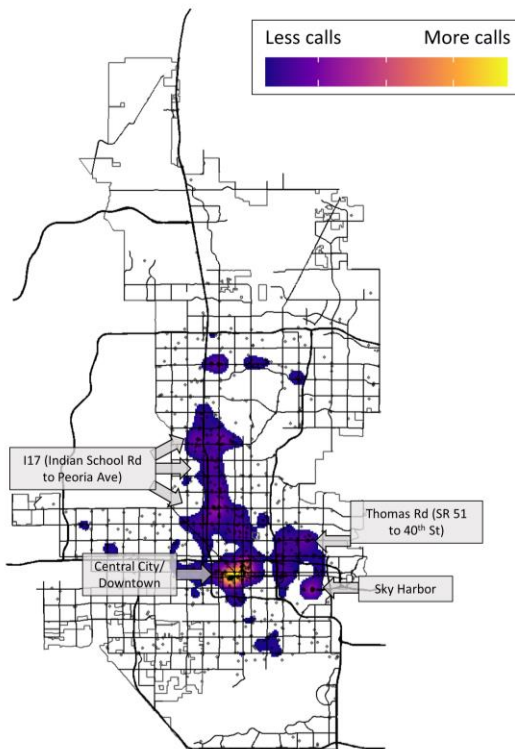 Less calls
More calls
I17 (Indian School Rd
to Peoria Ave)
Thomas Rd (SR 51
to 40th St)
Central City/
Downtown
Sky Harbor